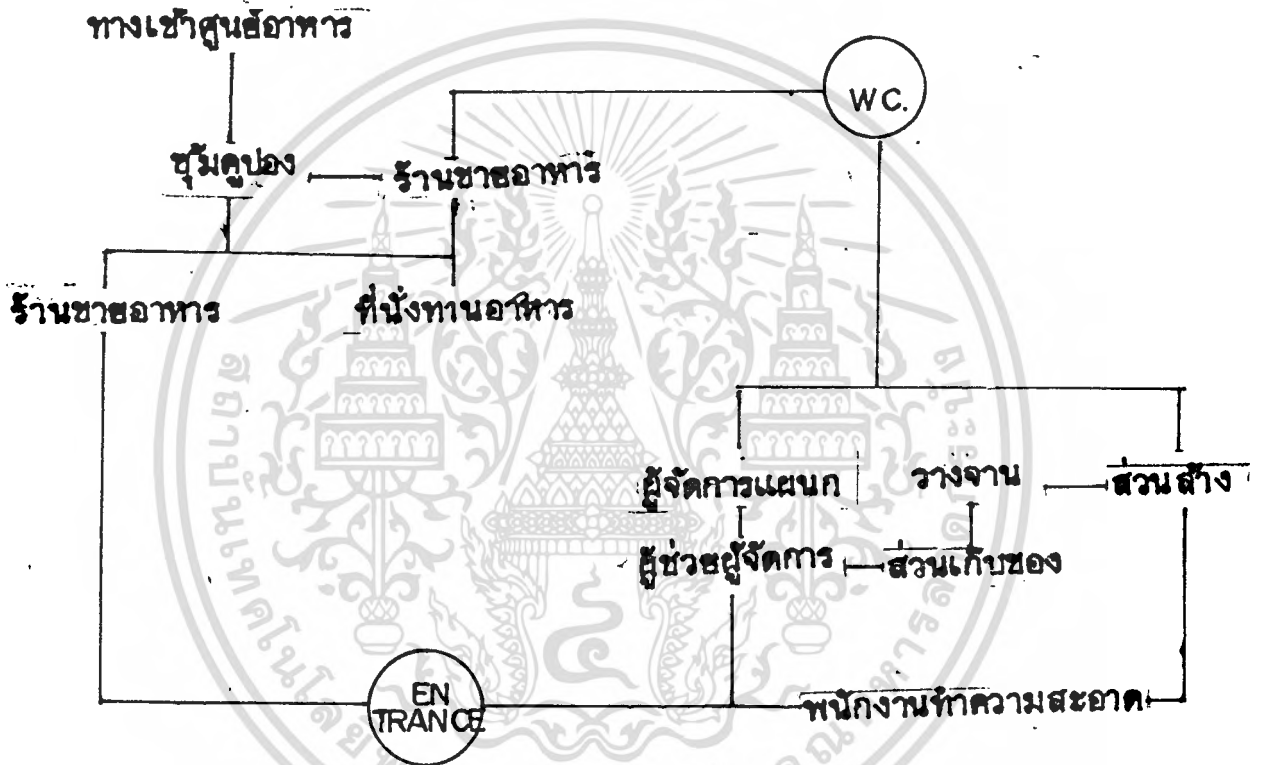 ทางเข้าศูนย์อาหาร
WC.
ซุ้มคูปอง
ร้านขายอาหาร
ร้านขายอาหาร
ที่นั่งทานอาหาร
ผู้จัดการแผนก
วางจาน
ส่วนล้าง
ผู้ช่วยผู้จัดการ
ส่วนเก็บของ
EN
TRANCE
พนักงานทำความสะอาด